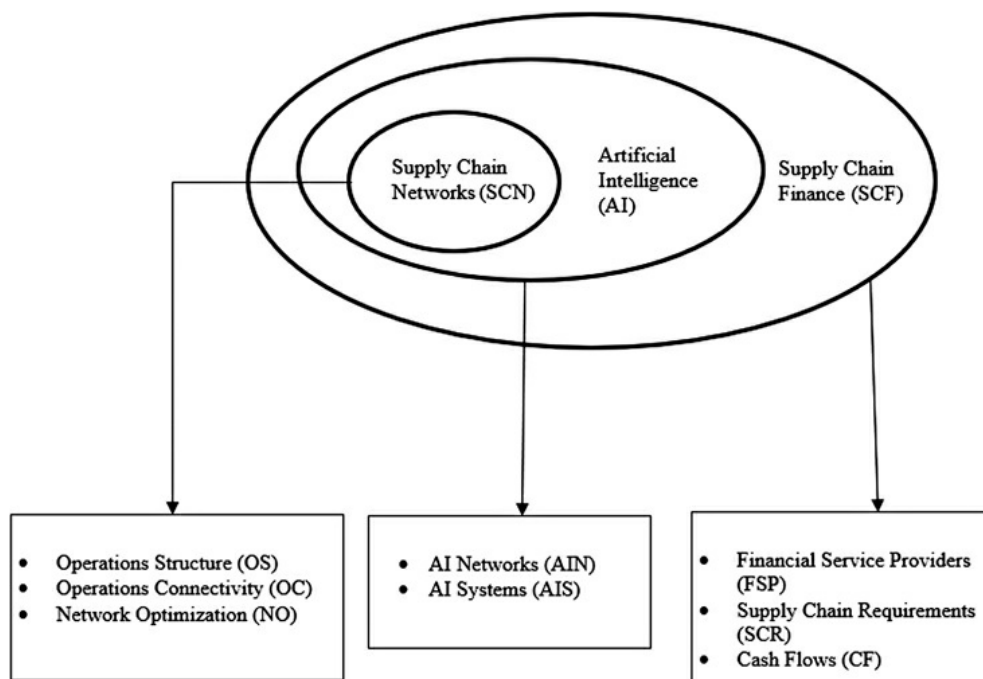 Supply Chain
Networks (SCN)
Artificial
Intelligence
(AI)
Supply Chain
Finance (SCF)
• Operations Structure (OS)
• Operations Connectivity (OC)
• Network Optimization (NO)
• AI Networks (AIN)
• AI Systems (AIS)
• Financial Service Providers
(FSP)
• Supply Chain Requirements
(SCR)
• Cash Flows (CF)